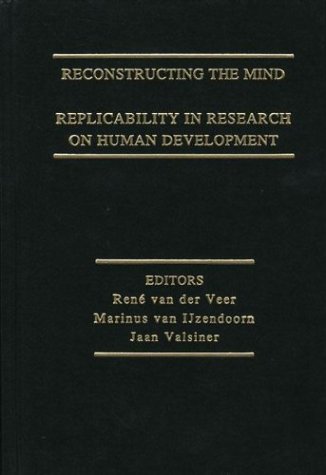 RECONSTRUCTING THE MIND
REPLICABILITY IN RESEARCH
ON HUMAN DEVELOPMENT
EDITORS
René van der Veer
Marinus van IJzendoorn
Jaan Valsiner